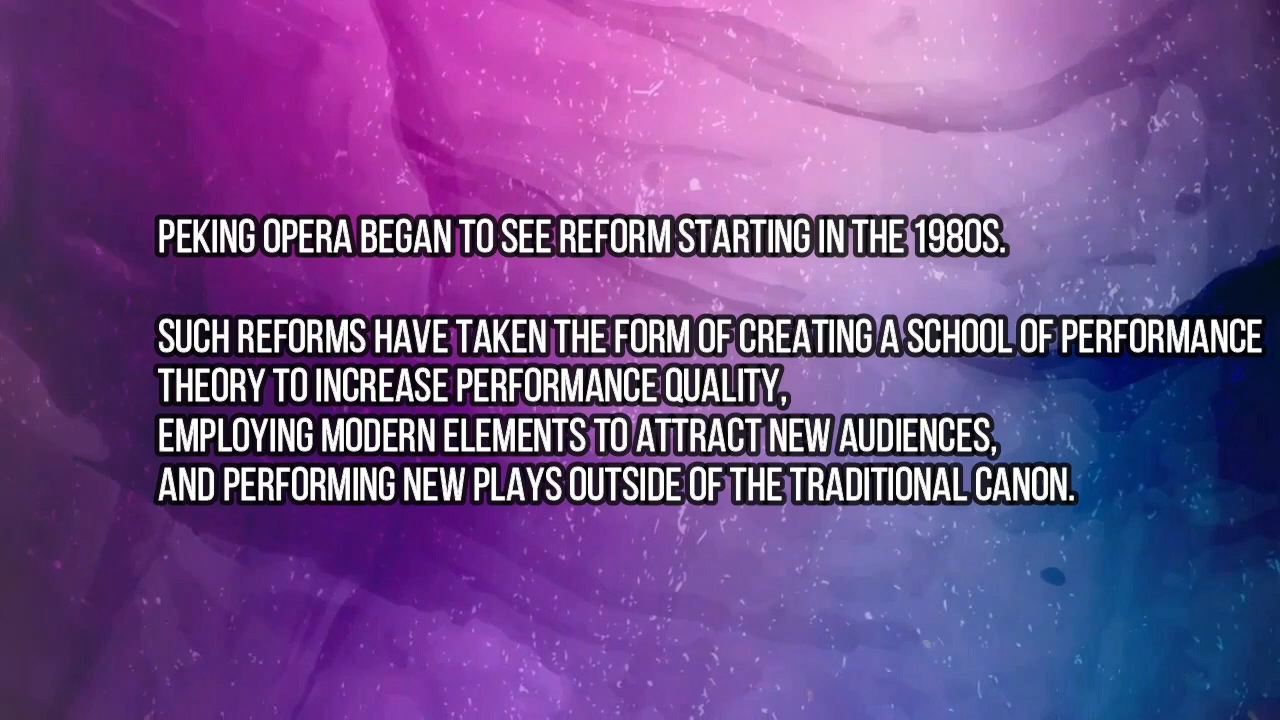 PEKING OPERA BEGAN TO SEE REFORM STARTING IN THE 1980S.
SUCH REFORMS HAVE TAKEN THE FORM OF CREATING A SCHOOL OF PERFORMANCE
THEORY TO INCREASE PERFORMANCE QUALITY,
EMPLOYING MODERN ELEMENTS TO ATTRACT NEW AUDIENCES,
AND PERFORMING NEW PLAYS OUTSIDE OF THE TRADITIONAL CANON.